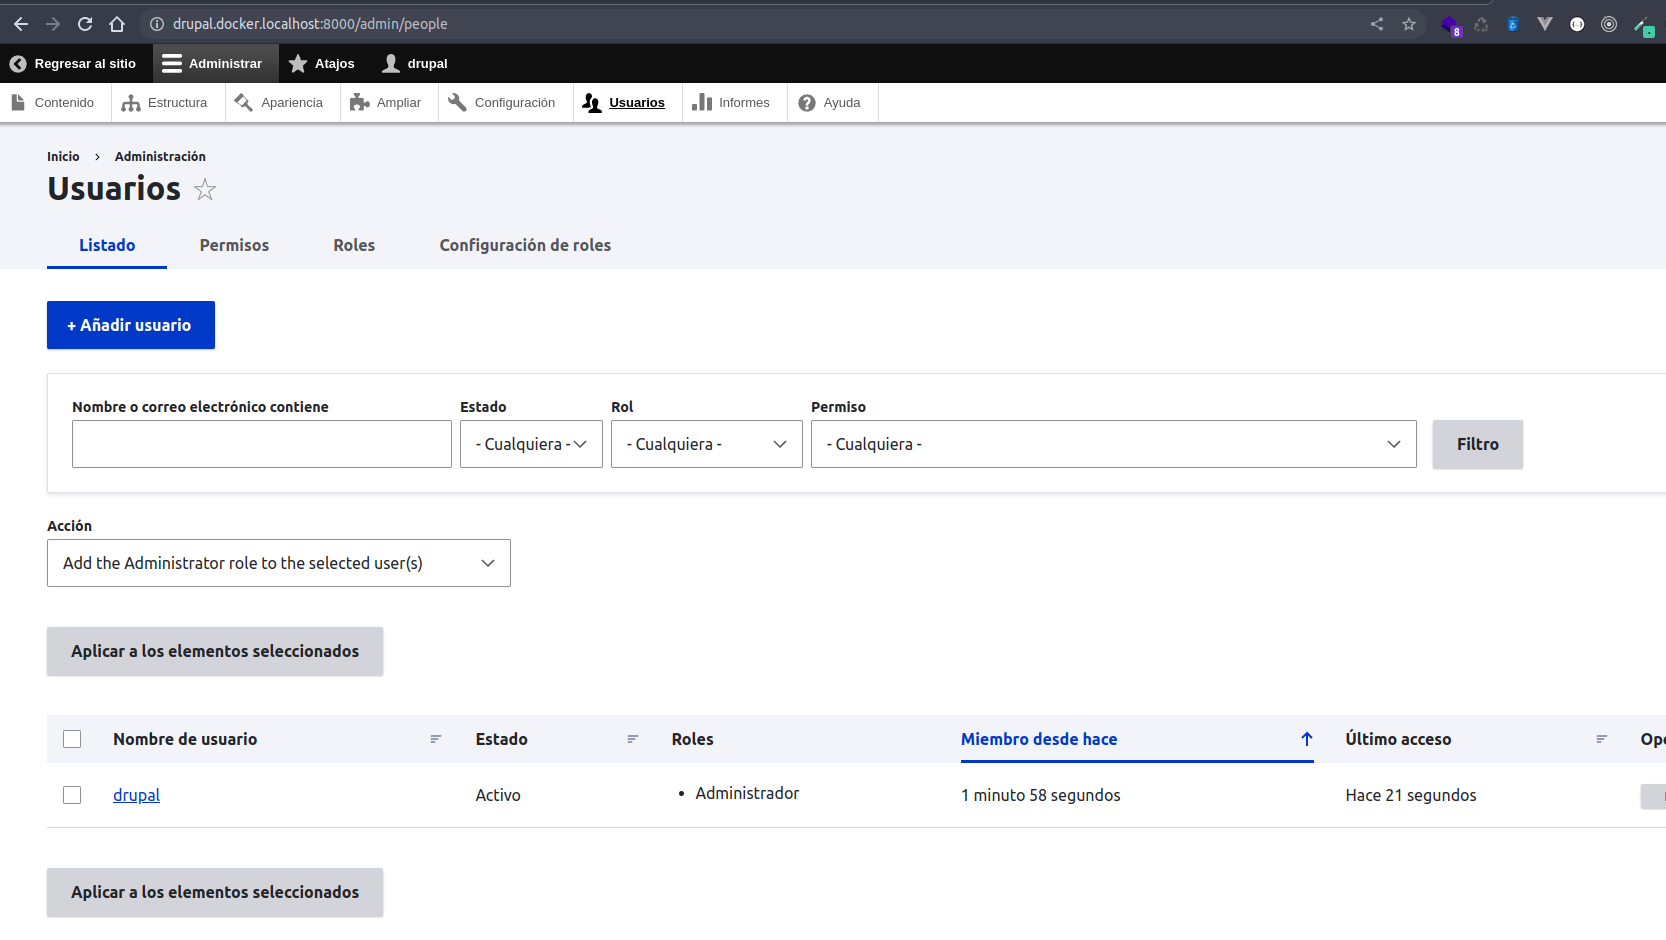 drupal.docker.localhost:8000/admin/people
8
Regresar al sitio Administrar Atajos drupal
Contenido Estructura Apariencia Ampliar Configuración Usuarios Informes Ayuda
Inicio › Administración
Usuarios
Listado Permisos Roles Configuración de roles
+ Añadir usuario
Nombre o correo electrónico contiene Estado Rol Permiso
- Cualquiera - - Cualquiera - - Cualquiera - Filtro
Acción
Add the Administrator role to the selected user(s)
Aplicar a los elementos seleccionados
Nombre de usuario Estado Roles Miembro desde hace Último acceso
drupal Activo • Administrador 1 minuto 58 segundos Hace 21 segundos
Aplicar a los elementos seleccionados